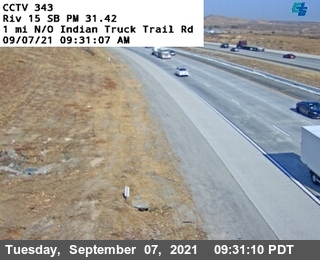 CCTV 343
Riv 15 SB PM 31.42
1 mi N/O Indian Truck Trail Rd
09/07/21 09:31:07 AM
Tuesday, September 07, 2021 09:31:10 PDT